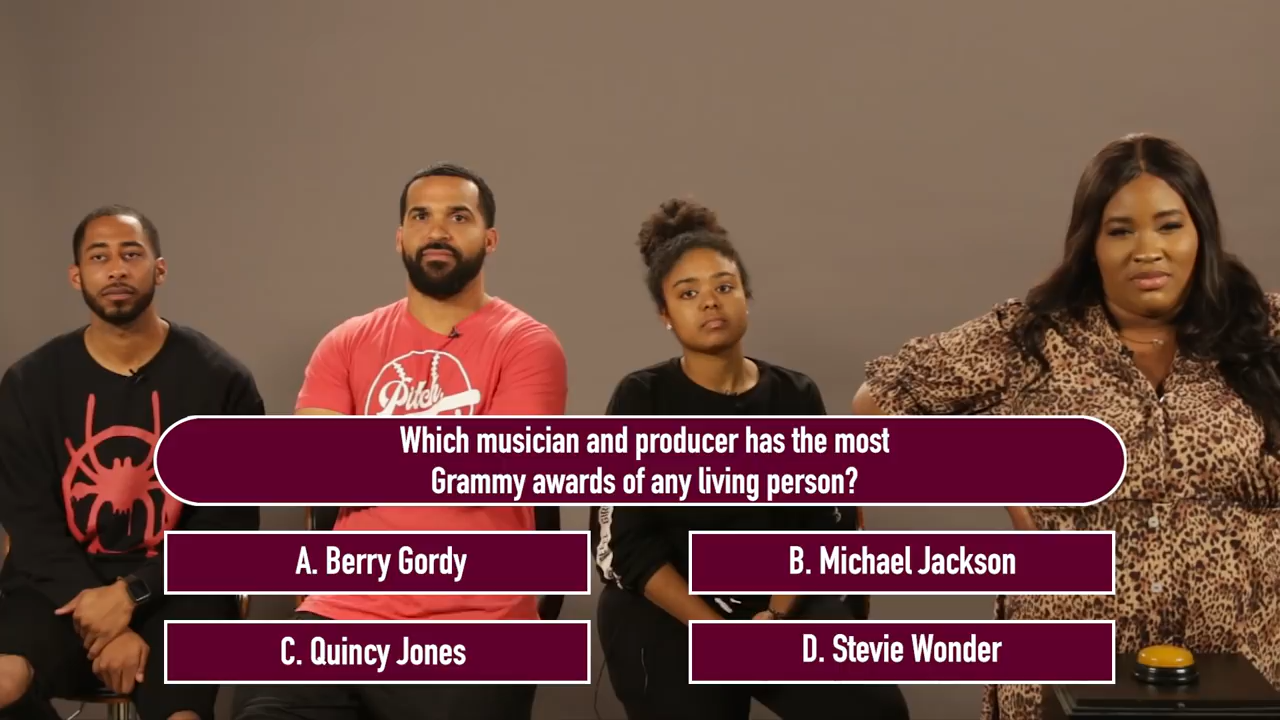 Pitch
Which musician and producer has the most
Grammy awards of any living person?
A. Berry Gordy
B. Michael Jackson
C. Quincy Jones
D. Stevie Wonder